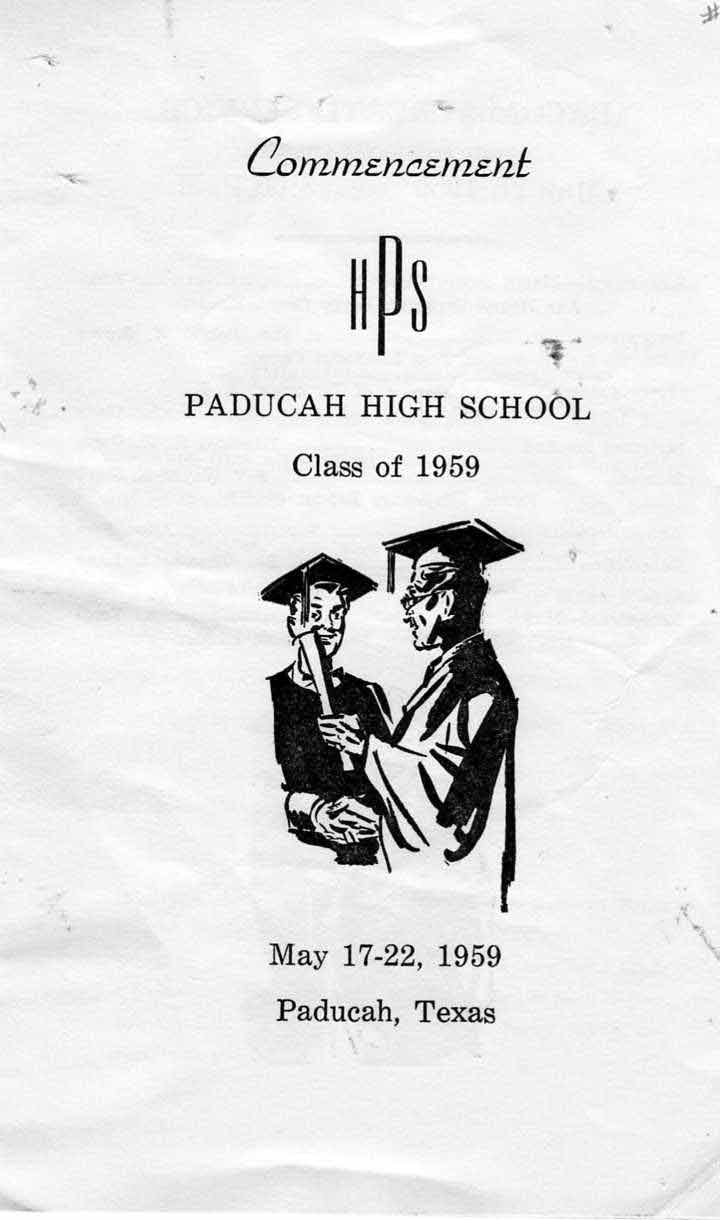 #
Commencement
HPS
PADUCAH HIGH SCHOOL
Class of 1959
May 17-22, 1959
Paducah, Texas